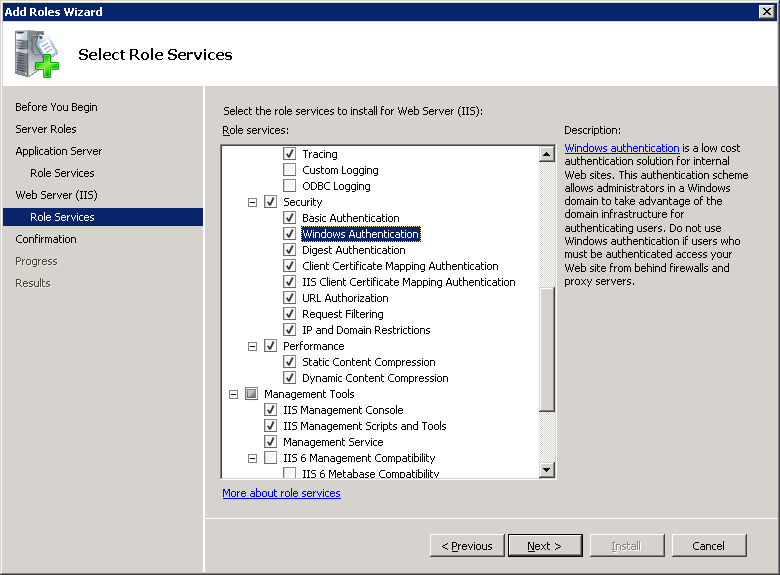 Add Roles Wizard
Select Role Services
Before You Begin
Server Roles
Application Server
Role Services
Web Server (IIS)
Role Services
Confirmation
Progress
Results
Select the role services to install for Web Server (IIS):
Role services:
Tracing
Custom Logging
ODBC Logging
Security
Basic Authentication
Windows Authentication
Digest Authentication
Client Certificate Mapping Authentication
IIS Client Certificate Mapping Authentication
URL Authorization
Request Filtering
IP and Domain Restrictions
Performance
Static Content Compression
Dynamic Content Compression
Management Tools
IIS Management Console
IIS Management Scripts and Tools
Management Service
IIS 6 Management Compatibility
IIS 6 Metabase Compatibility
More about role services
Description:
Windows authentication is a low cost
authentication solution for internal
Web sites. This authentication scheme
allows administrators in a Windows
domain to take advantage of the
domain infrastructure for
authenticating users. Do not use
Windows authentication if users who
must be authenticated access your
Web site from behind firewalls and
proxy servers.
< Previous
Next >
Install
Cancel